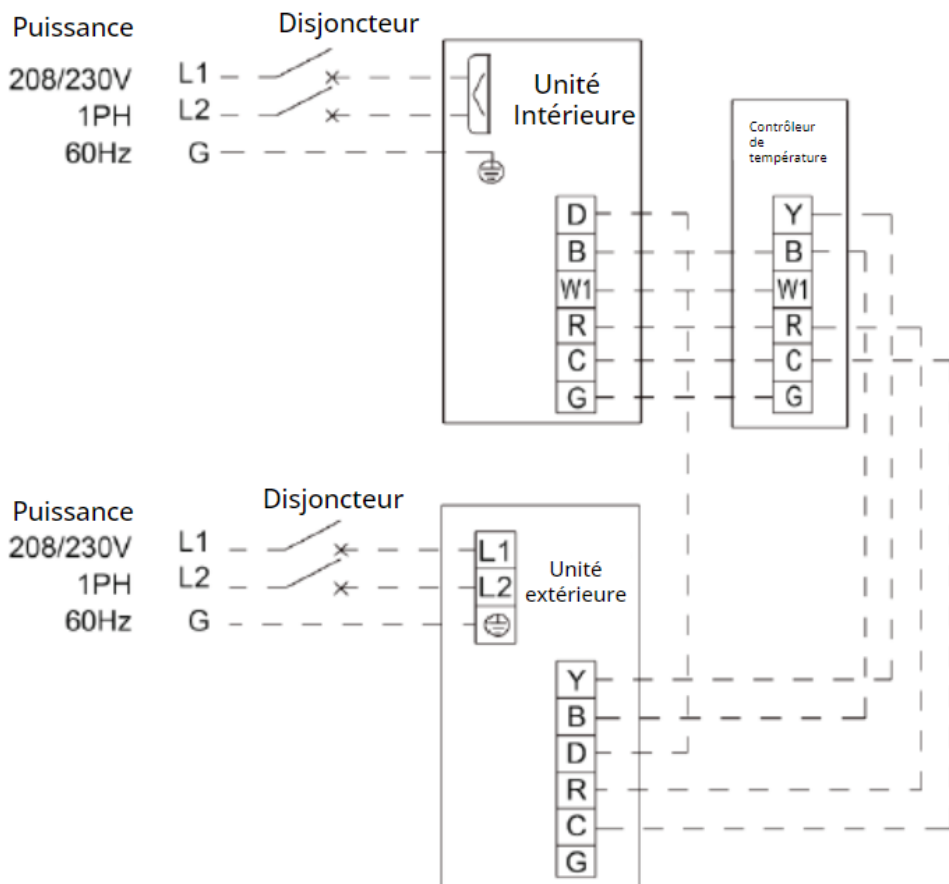 Puissance
Disjoncteur
208/230V
L1
1PH
L2
60Hz
G
Unité
Intérieure
D
B
W1
R
C
G
Contrôleur
de
température
Y
B
W1
R
C
G
Puissance
Disjoncteur
208/230V
L1
1PH
L2
60Hz
G
L1
L2
Unité
extérieure
Y
B
D
R
C
G